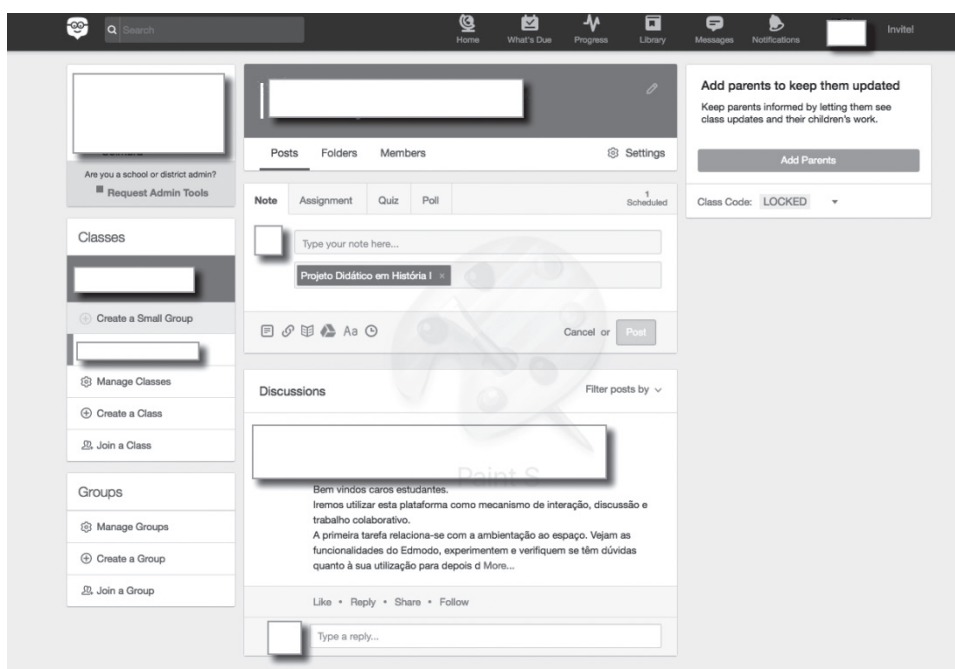 Search
Home
What's Due
Progress
Library
Messages
Notifications
Invite!
Are you a school or district admin?
Request Admin Tools
Classes
Create a Small Group
Manage Classes
Create a Class
Join a Class
Groups
Manage Groups
Create a Group
Join a Group
Posts Folders Members Settings
Note Assignment Quiz Poll
1
Scheduled
Type your note here...
Projeto Didático em História I ×
Aa
Cancel or Post
Discussions
Filter posts by
Paint S
Bem vindos caros estudantes.
Iremos utilizar esta plataforma como mecanismo de interação, discussão e
trabalho colaborativo.
A primeira tarefa relaciona-se com a ambientação ao espaço. Vejam as
funcionalidades do Edmodo, experimentem e verifiquem se têm dúvidas
quanto à sua utilização para depois d More...
Like • Reply • Share • Follow
Type a reply...
Add parents to keep them updated
Keep parents informed by letting them see
class updates and their children's work.
Add Parents
Class Code: LOCKED